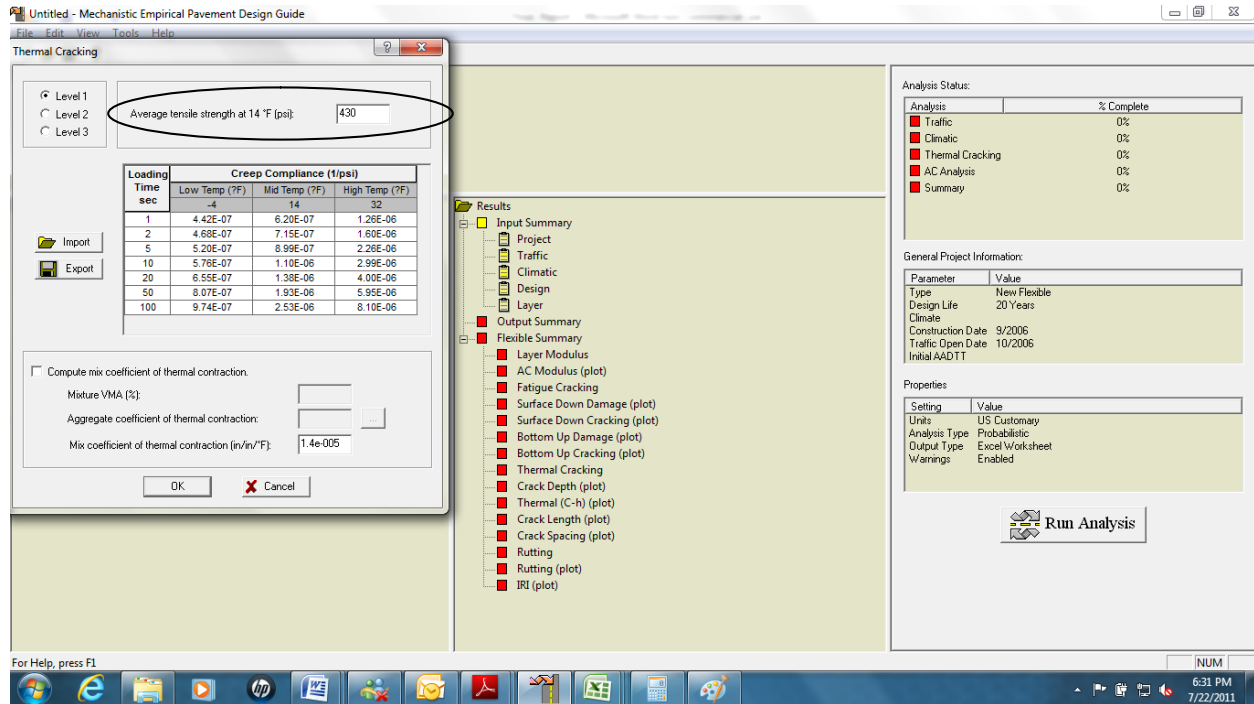 Untitled - Mechanistic Empirical Pavement Design Guide
File Edit View Tools Help
Thermal Cracking
?
Level 1
Level 2
Level 3
Average tensile strength at 14 °F (psi): 430
Loading Time sec
Creep Compliance (1/psi)
Low Temp (?F) Mid Temp (?F) High Temp (?F)
-4 14 32
1 4.42E-07 6.20E-07 1.26E-06
2 4.68E-07 7.15E-07 1.60E-06
5 5.20E-07 8.99E-07 2.26E-06
10 5.76E-07 1.10E-06 2.99E-06
20 6.55E-07 1.38E-06 4.00E-06
50 8.07E-07 1.93E-06 5.95E-06
100 9.74E-07 2.53E-06 8.10E-06
Import
Export
Compute mix coefficient of thermal contraction.
Mixture VMA (%):
Aggregate coefficient of thermal contraction: ...
Mix coefficient of thermal contraction (in/in/°F): 1.4e-005
OK Cancel
Results
Input Summary
Project
Traffic
Climatic
Design
Layer
Output Summary
Flexible Summary
Layer Modulus
AC Modulus (plot)
Fatigue Cracking
Surface Down Damage (plot)
Surface Down Cracking (plot)
Bottom Up Damage (plot)
Bottom Up Cracking (plot)
Thermal Cracking
Crack Depth (plot)
Thermal (C-h) (plot)
Crack Length (plot)
Crack Spacing (plot)
Rutting
Rutting (plot)
IRI (plot)
Analysis Status:
Analysis % Complete
Traffic 0%
Climatic 0%
Thermal Cracking 0%
AC Analysis 0%
Summary 0%
General Project Information:
Parameter Value
Type New Flexible
Design Life 20 Years
Climate
Construction Date 9/2006
Traffic Open Date 10/2006
Initial AADTT
Properties
Setting Value
Units US Customary
Analysis Type Probabilistic
Output Type Excel Worksheet
Warnings Enabled
Run Analysis
For Help, press F1
NUM
hp
6:31 PM
7/22/2011